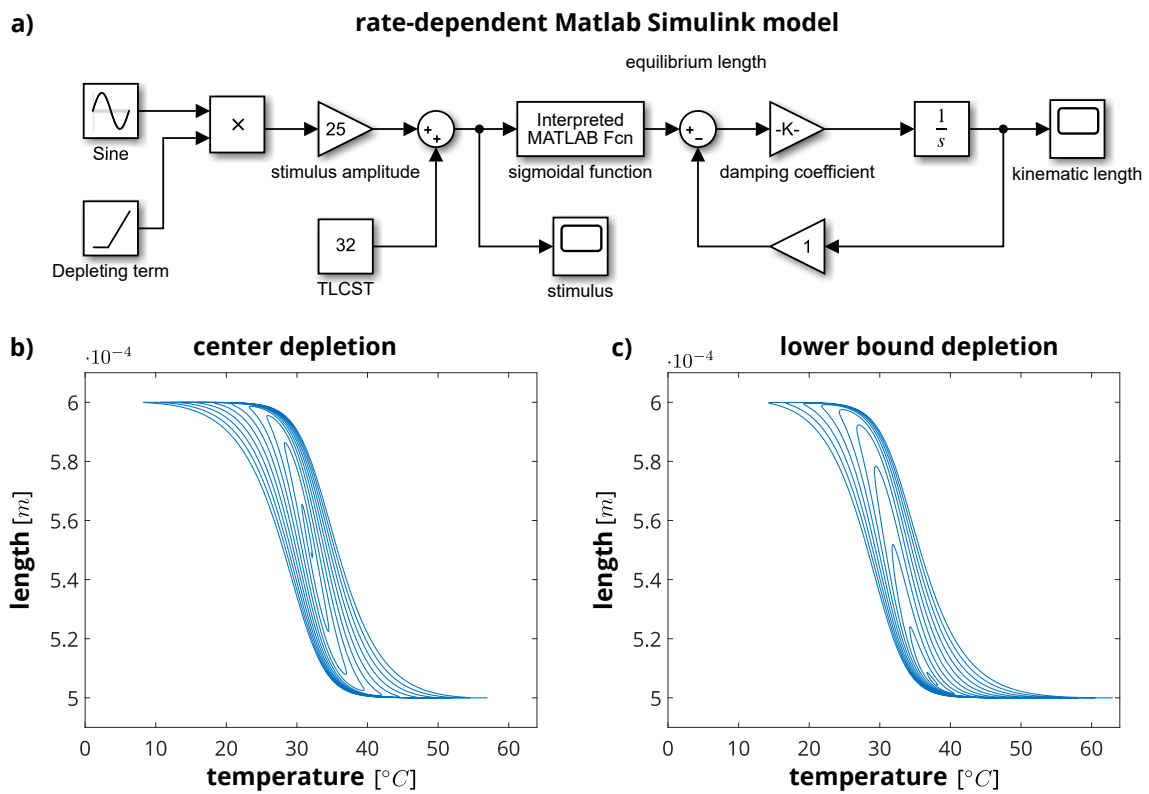 a)
rate-dependent Matlab Simulink model
equilibrium length
Sine
×
25
stimulus amplitude
+
+
Interpreted
MATLAB Fcn
sigmoidal function
+
−
-K-
damping coefficient
1
s
kinematic length
Depleting term
32
TLCST
stimulus
1
b)
center depletion
·10⁻⁴
6
5.8
5.6
5.4
5.2
5
length [m]
0 10 20 30 40 50 60
temperature [°C]
c)
lower bound depletion
·10⁻⁴
6
5.8
5.6
5.4
5.2
5
length [m]
0 10 20 30 40 50 60
temperature [°C]